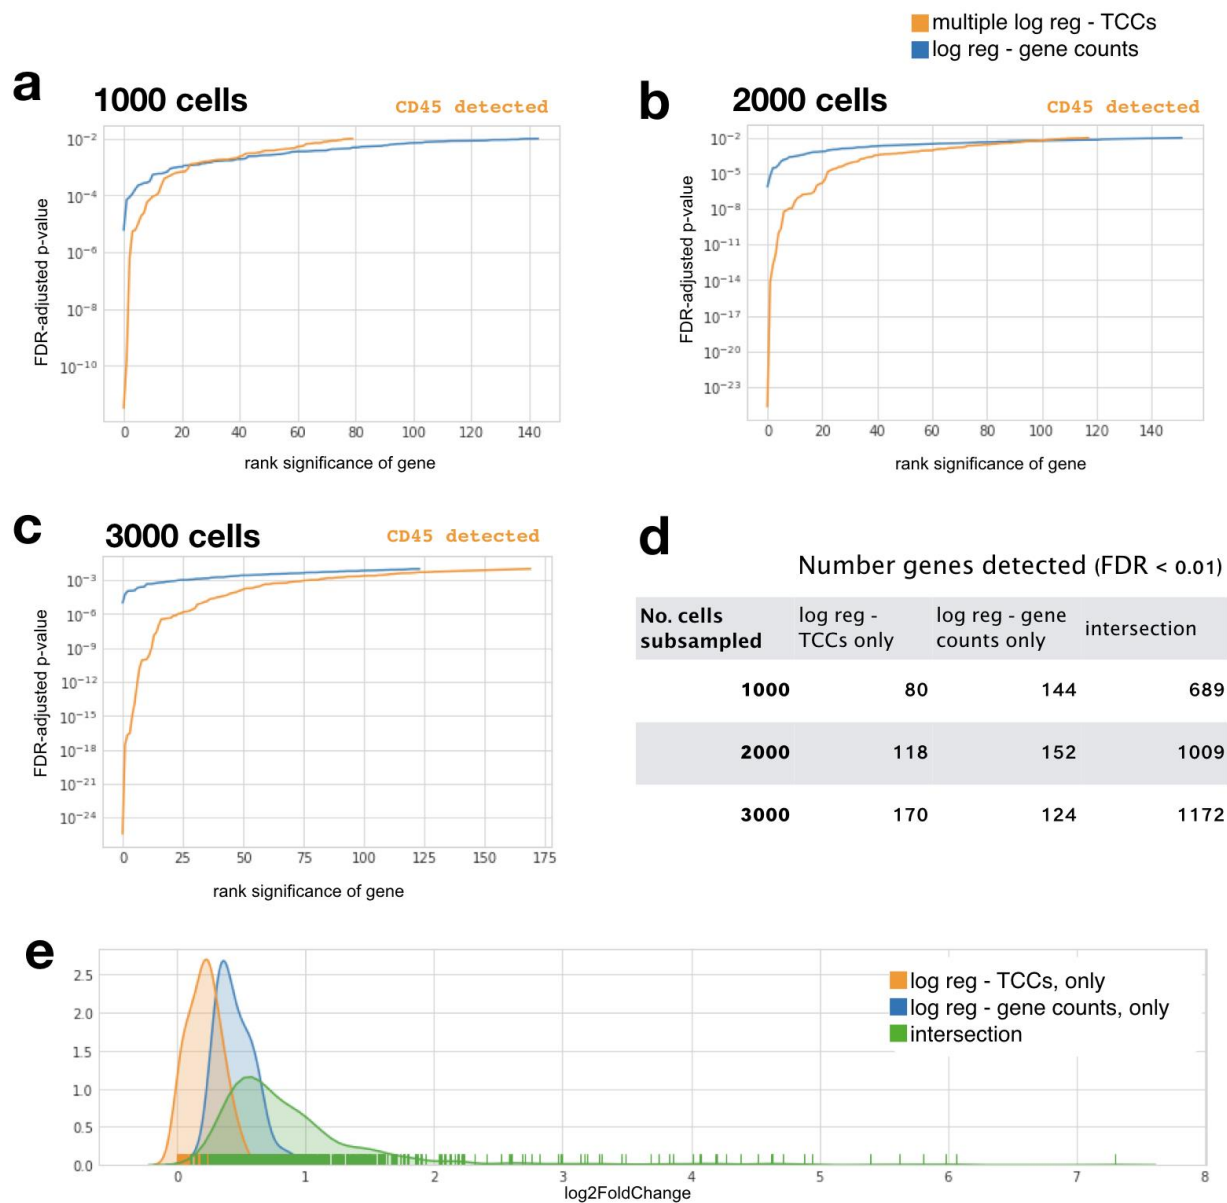 multiple log reg - TCCs
log reg - gene counts
a
1000 cells
CD45 detected
10⁻²
10⁻⁴
10⁻⁶
10⁻⁸
10⁻¹⁰
FDR-adjusted p-value
0 20 40 60 80 100 120 140
rank significance of gene
b
2000 cells
CD45 detected
10⁻²
10⁻⁵
10⁻⁸
10⁻¹¹
10⁻¹⁴
10⁻¹⁷
10⁻²⁰
10⁻²³
FDR-adjusted p-value
0 20 40 60 80 100 120 140
rank significance of gene
c
3000 cells
CD45 detected
10⁻³
10⁻⁶
10⁻⁹
10⁻¹²
10⁻¹⁵
10⁻¹⁸
10⁻²¹
10⁻²⁴
FDR-adjusted p-value
0 25 50 75 100 125 150 175
rank significance of gene
d
Number genes detected (FDR < 0.01)
No. cells subsampled log reg - TCCs only log reg - gene counts only intersection
1000 80 144 689
2000 118 152 1009
3000 170 124 1172
e
log reg - TCCs, only
log reg - gene counts, only
intersection
2.5
2.0
1.5
1.0
0.5
0.0
0 1 2 3 4 5 6 7 8
log2FoldChange